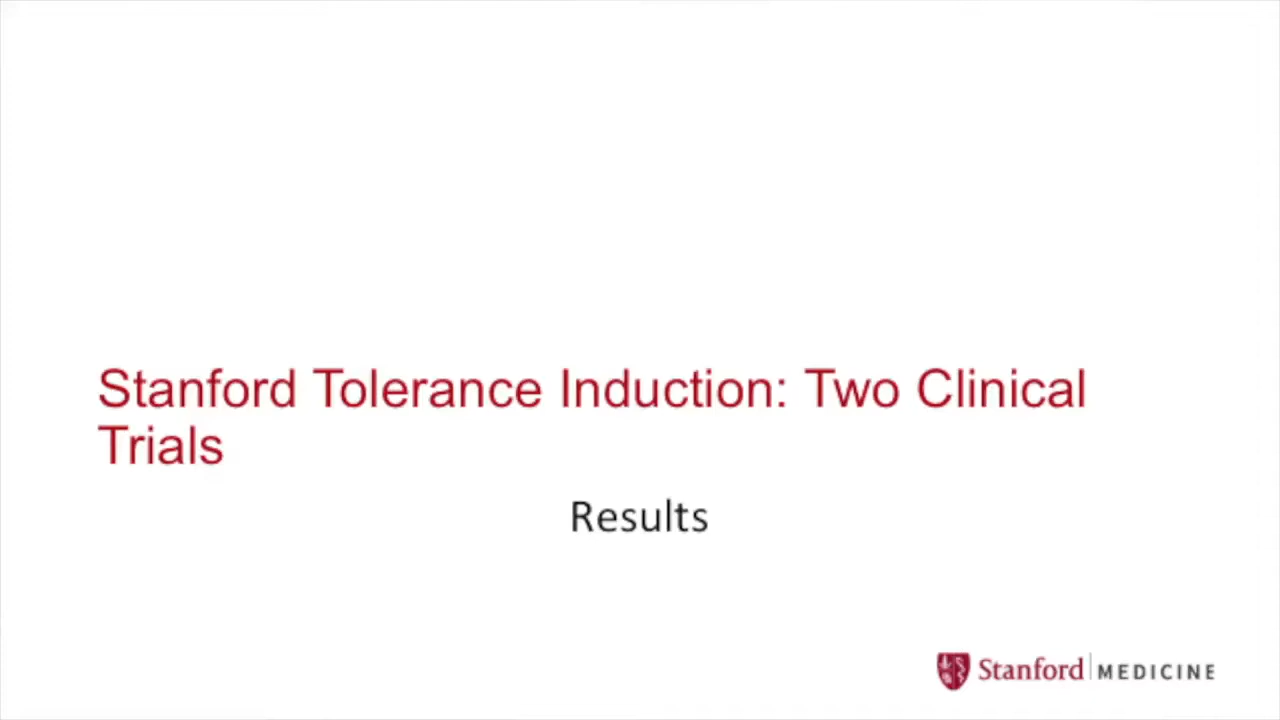 Stanford Tolerance Induction: Two Clinical
Trials
Results
Stanford MEDICINE